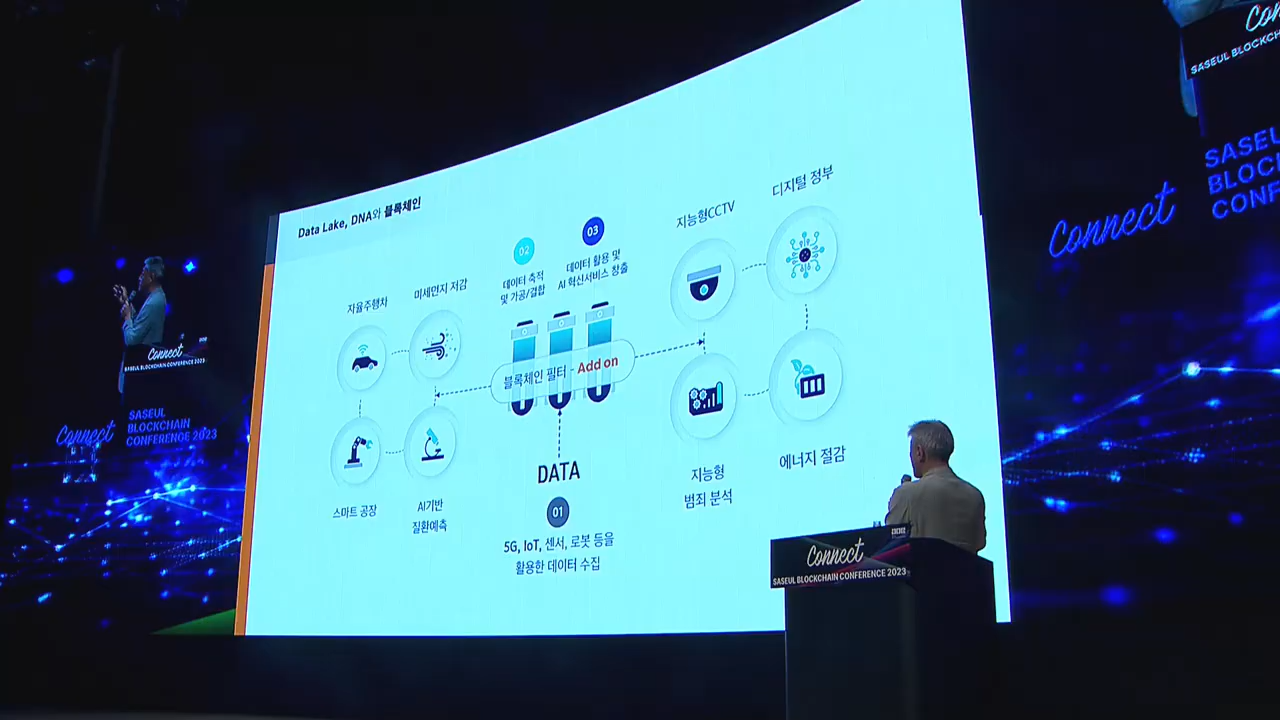 Data Lake, DNA와 블록체인
02
데이터 축적
및 가공/결합
03
데이터 활용 및
AI 혁신서비스 창출
자율주행차
미세먼지 저감
스마트 공장
AI기반
질환예측
블록체인 필터 - Add on
DATA
01
5G, IoT, 센서, 로봇 등을
활용한 데이터 수집
지능형CCTV
디지털 정부
지능형
범죄 분석
에너지 절감
Connect
SASEUL BLOCKCHAIN CONFERENCE 2023
Connect
SASEUL BLOCKCHAIN CONFERENCE 2023
Connect
SASEUL
BLOCKCHAIN
CONFERENCE 2023
Con
SASEUL BLOCKCH
Connect
SASEUL
BLOC
CONF